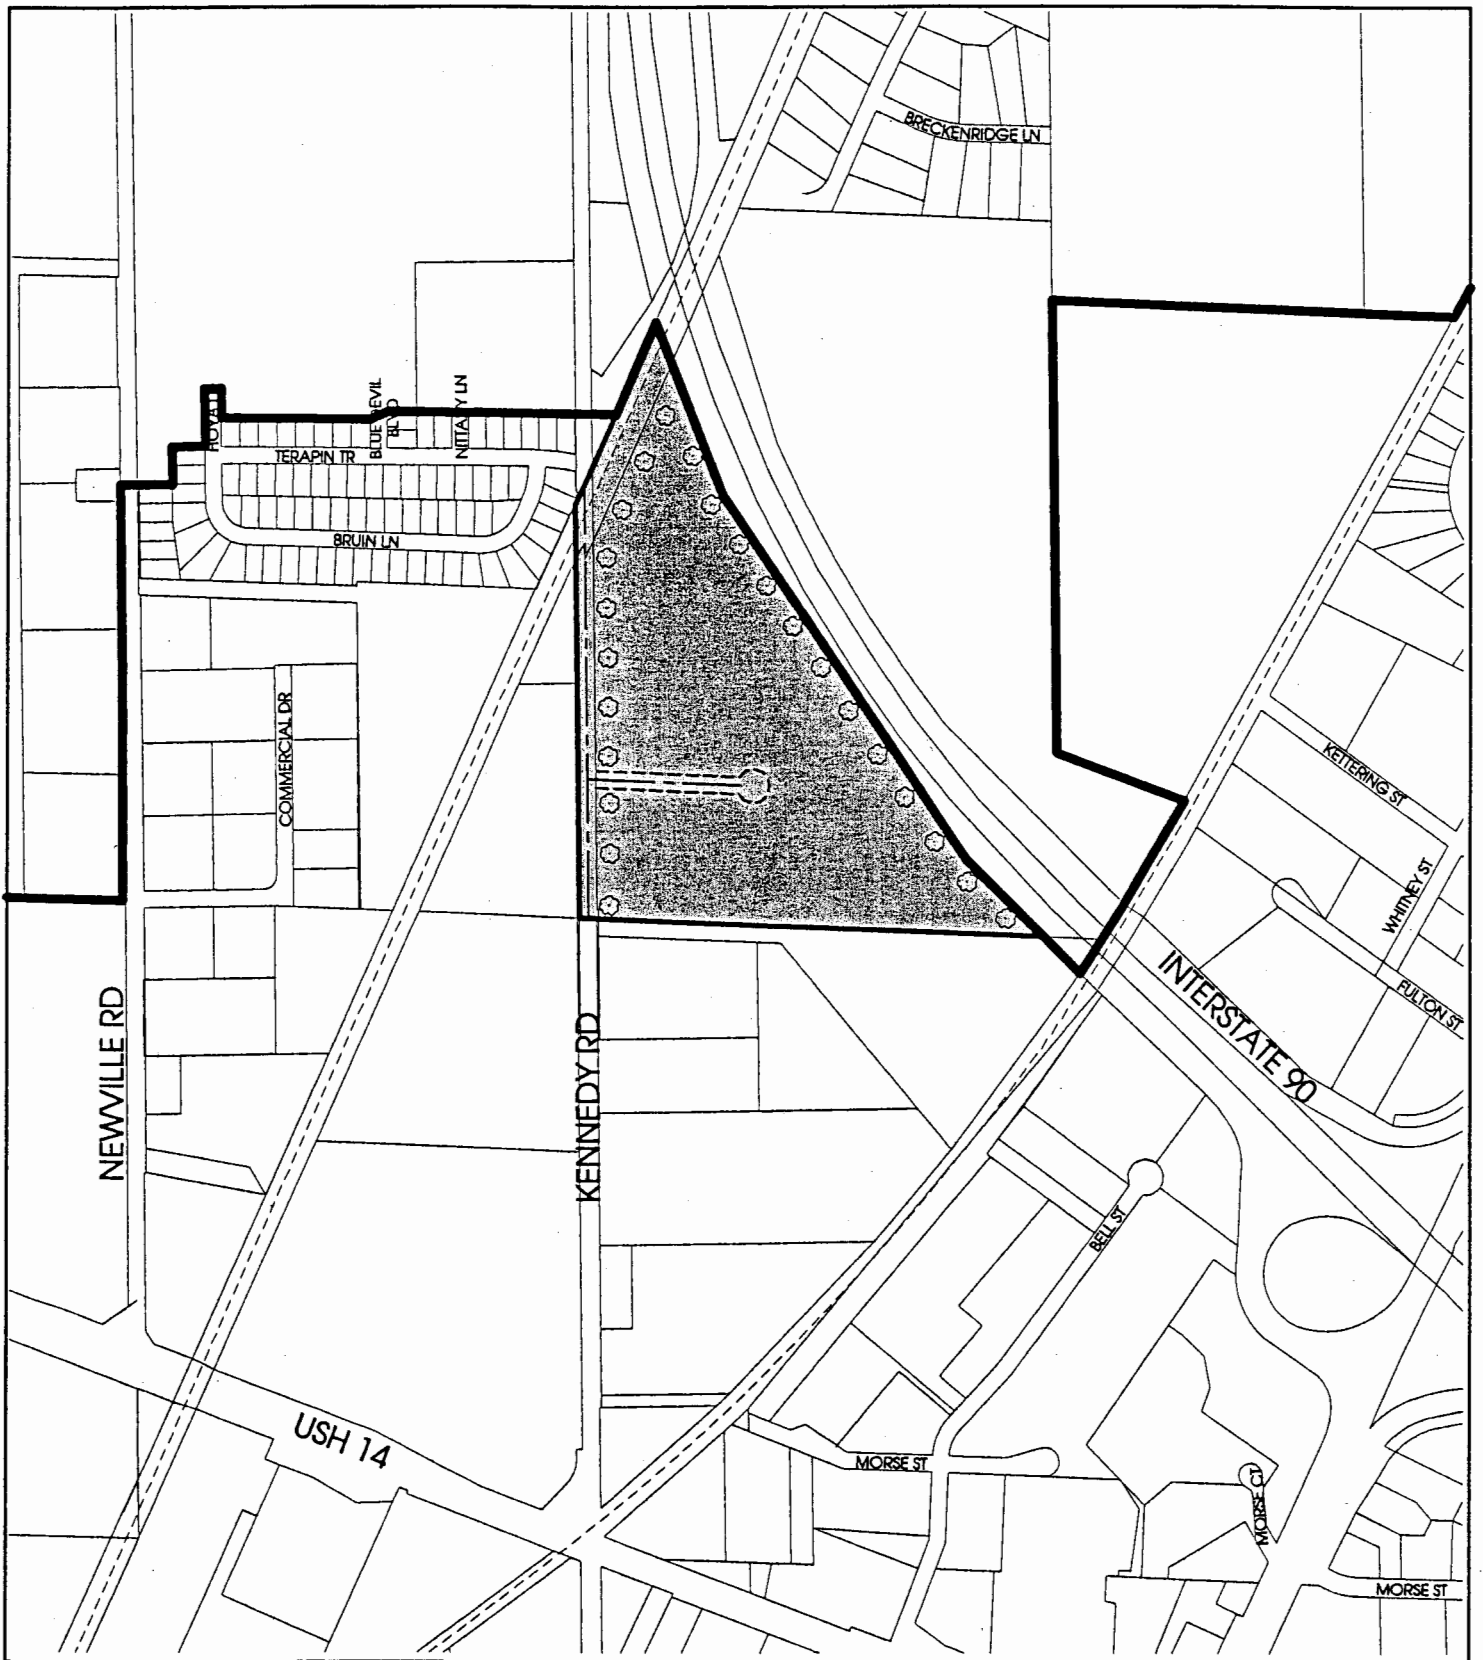 BRECKENRIDGE LN
BLUE DEVIL
BLVD
NITTANY LN
TERAPIN TR
BRUIN LN
COMMERCIAL DR
KETTERING ST
WHITNEY ST
FULTON ST
INTERSTATE 90
NEWVILLE RD
KENNEDY RD
BELL ST
USH 14
MORSE ST
MORSE CT
MORSE ST